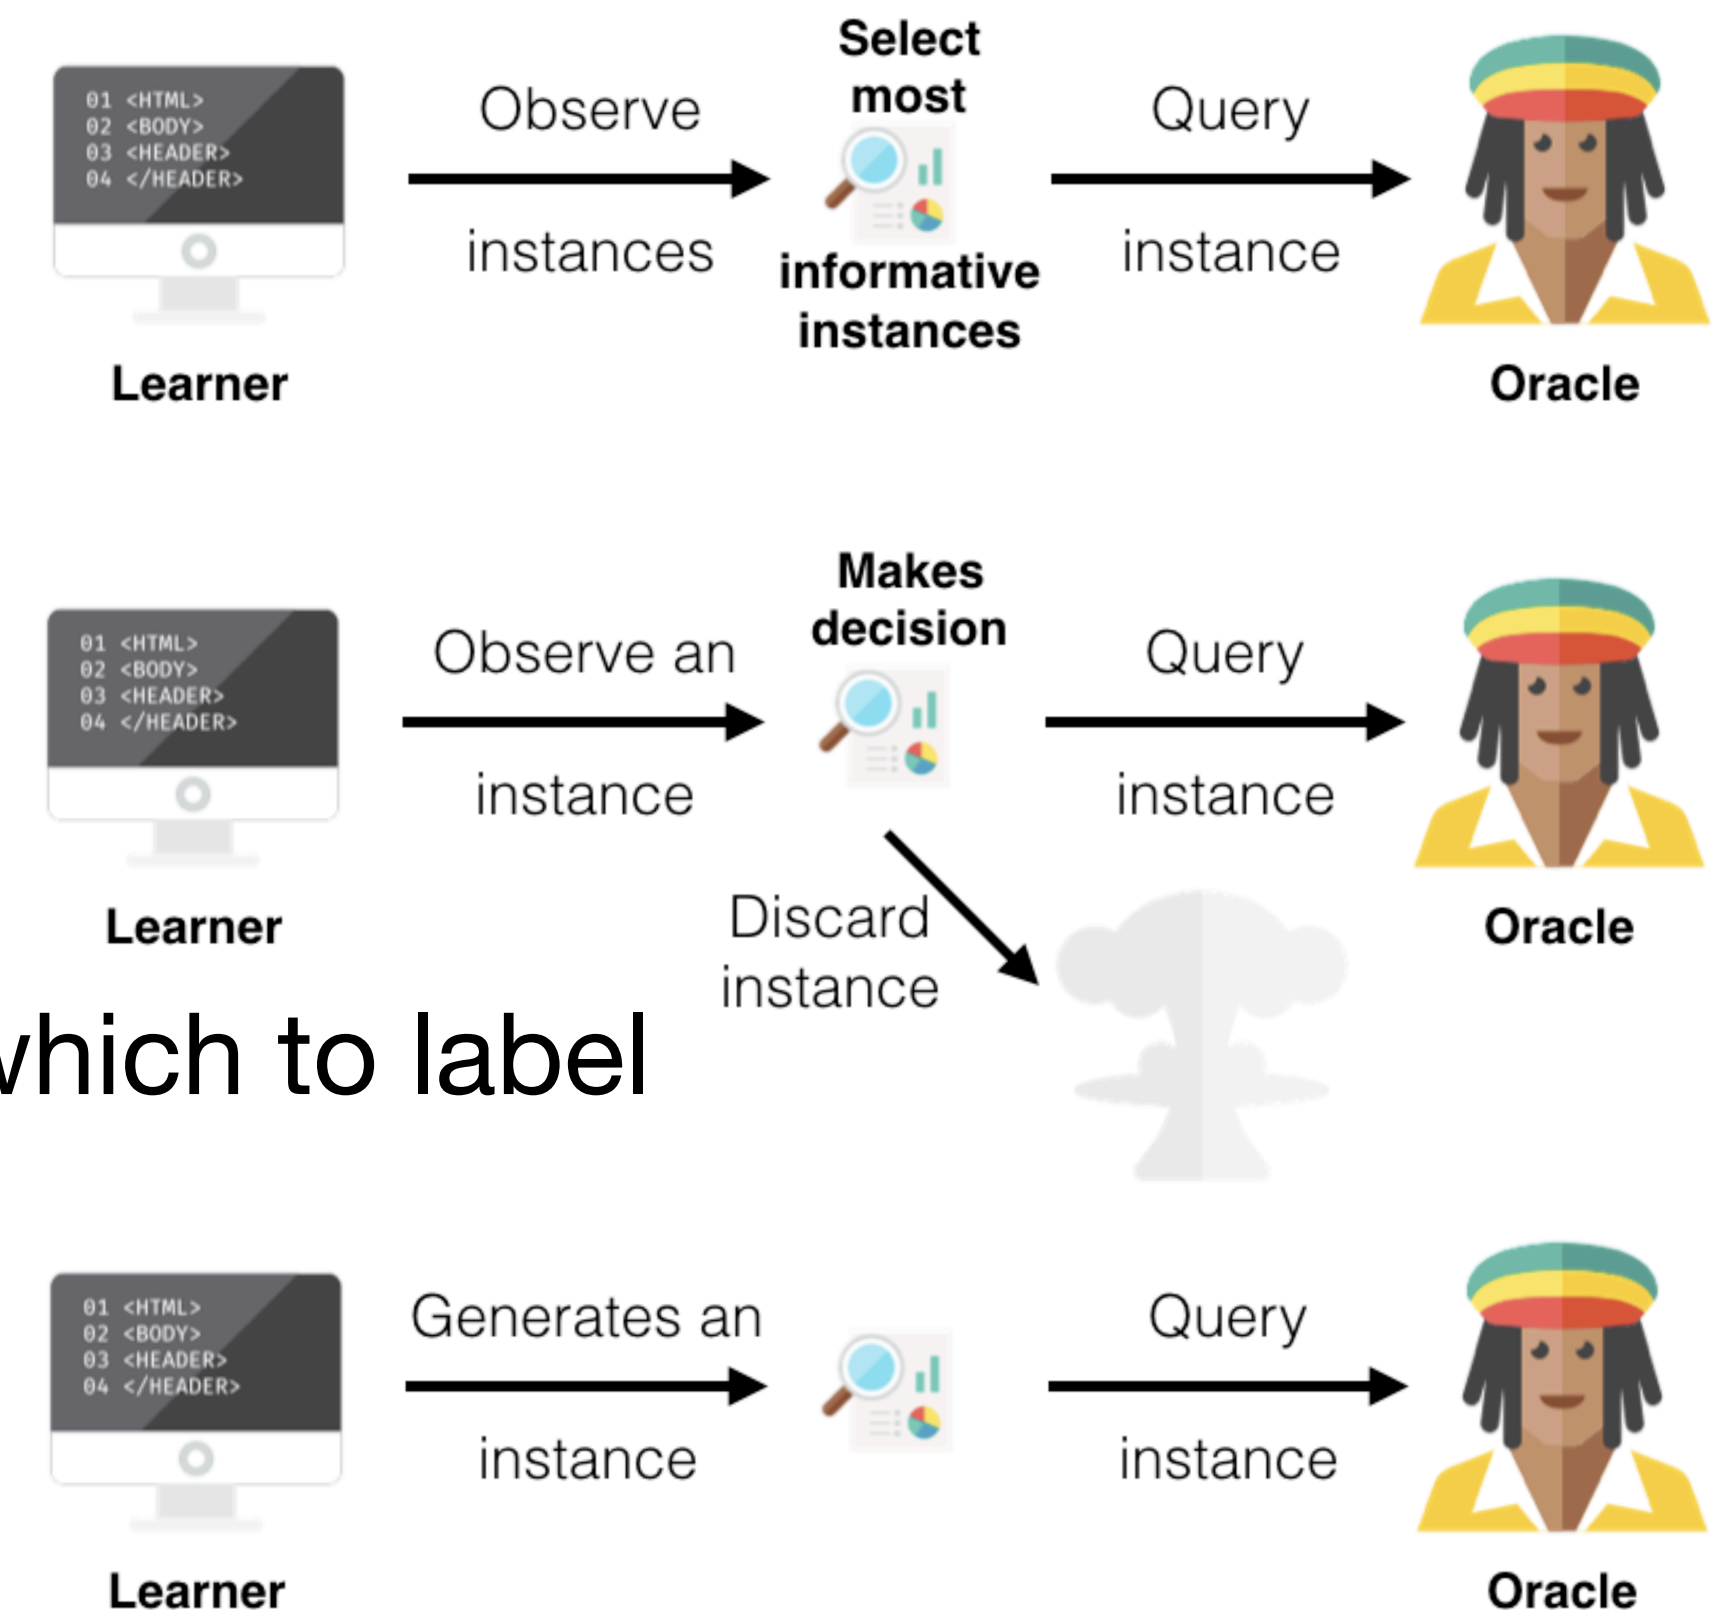 Select
most
01 <HTML>
02 <BODY>
03 <HEADER>
04 </HEADER>
Observe
instances
informative
instances
Query
instance
Learner
Oracle
Makes
decision
01 <HTML>
02 <BODY>
03 <HEADER>
04 </HEADER>
Observe an
instance
Query
instance
Learner
Discard
instance
Oracle
which to label
01 <HTML>
02 <BODY>
03 <HEADER>
04 </HEADER>
Generates an
instance
Query
instance
Learner
Oracle